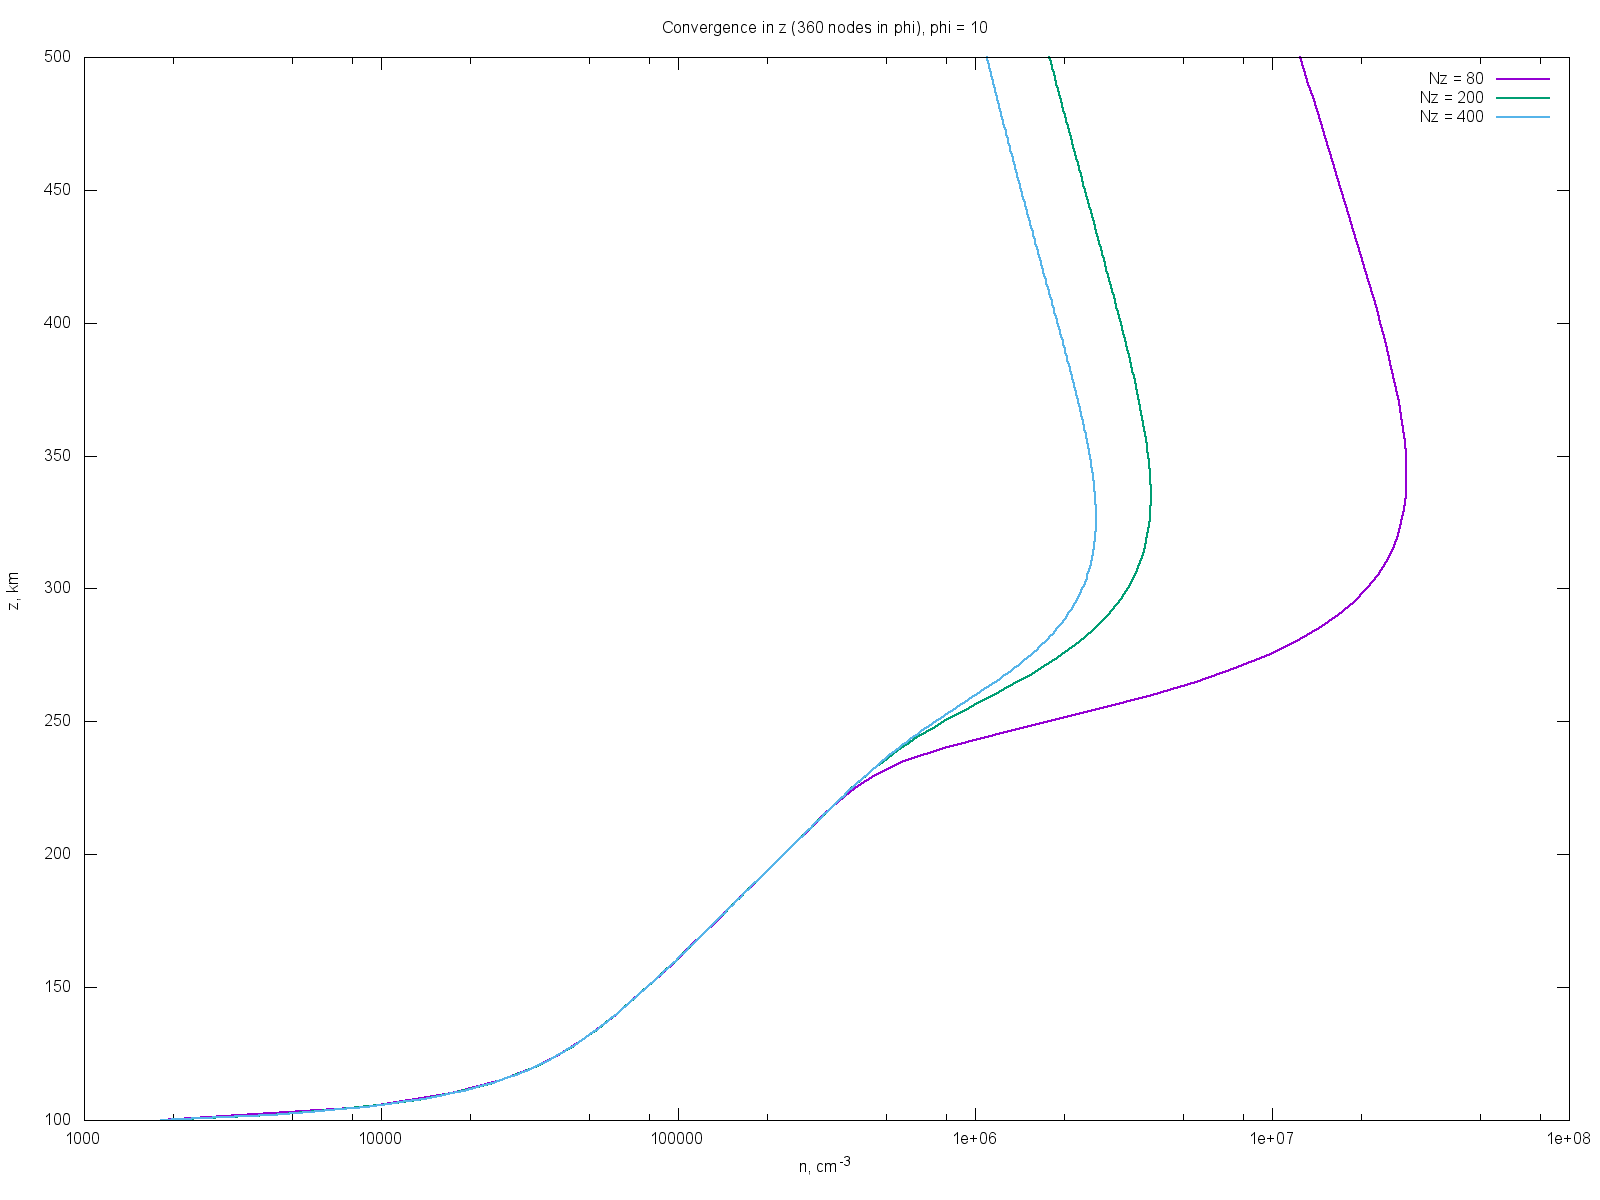 Convergence in z (360 nodes in phi), phi = 10
500
450
400
350
300
250
200
150
100
z, km
Nz = 80
Nz = 200
Nz = 400
1000 10000 100000 1e+06 1e+07 1e+08
n, cm-3